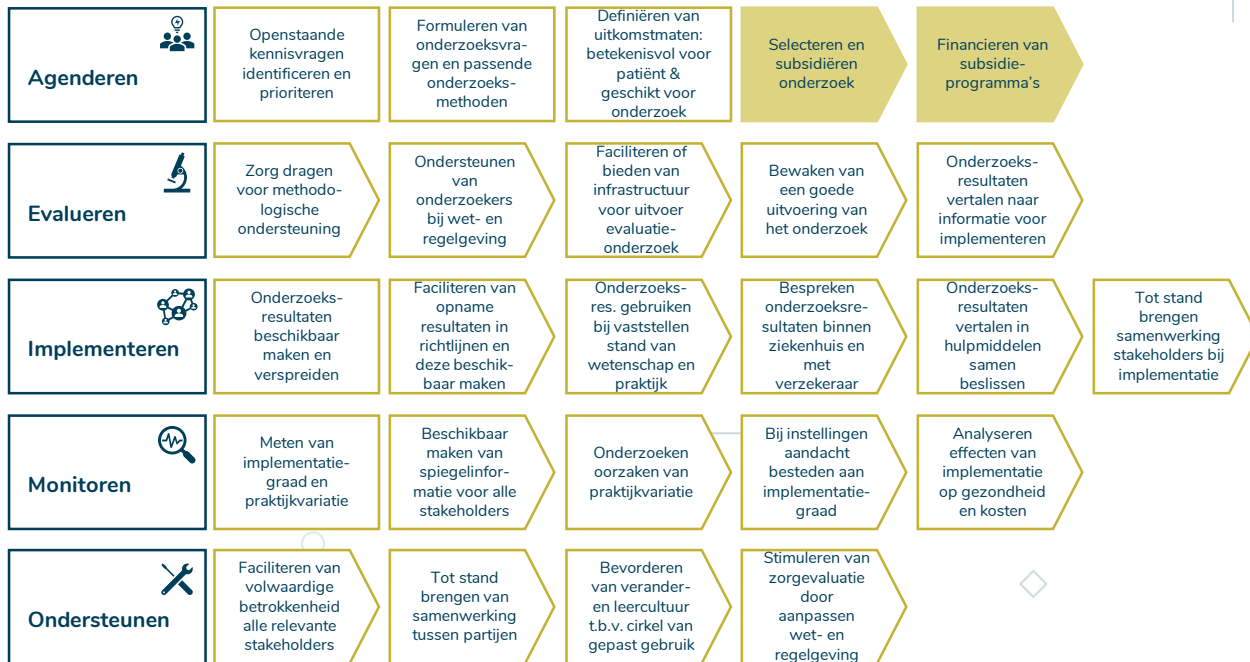 Agenderen
Openstaande
kennisvragen
identificeren en
prioriteren
Formuleren van
onderzoeksvra-
gen en passende
onderzoeks-
methoden
Definiëren van
uitkomstmaten:
betekenisvol voor
patiënt &
geschikt voor
onderzoek
Selecteren en
subsidiëren
onderzoek
Financieren van
subsidie-
programma's
Evalueren
Zorg dragen
voor methodo-
logische
ondersteuning
Ondersteunen
van
onderzoekers
bij wet- en
regelgeving
Faciliteren of
bieden van
infrastructuur
voor uitvoer
evaluatie-
onderzoek
Bewaken van
een goede
uitvoering van
het onderzoek
Onderzoeks-
resultaten
vertalen naar
informatie voor
implementeren
Implementeren
Onderzoeks-
resultaten
beschikbaar
maken en
verspreiden
Faciliteren van
opname
resultaten in
richtlijnen en
deze beschik-
baar maken
Onderzoeks-
res. gebruiken
bij vaststellen
stand van
wetenschap en
praktijk
Bespreken
onderzoeksre-
sultaten binnen
ziekenhuis en
met
verzekeraar
Onderzoeks-
resultaten
vertalen in
hulpmiddelen
samen
beslissen
Tot stand
brengen
samenwerking
stakeholders bij
implementatie
Monitoren
Meten van
implementatie-
graad en
praktijkvariatie
Beschikbaar
maken van
spiegelinfor-
matie voor alle
stakeholders
Onderzoeken
oorzaken van
praktijkvariatie
Bij instellingen
aandacht
besteden aan
implementatie-
graad
Analyseren
effecten van
implementatie
op gezondheid
en kosten
Ondersteunen
Faciliteren van
volwaardige
betrokkenheid
alle relevante
stakeholders
Tot stand
brengen van
samenwerking
tussen partijen
Bevorderen
van verander-
en leercultuur
t.b.v. cirkel van
gepast gebruik
Stimuleren van
zorgevaluatie
door
aanpassen
wet- en
regelgeving